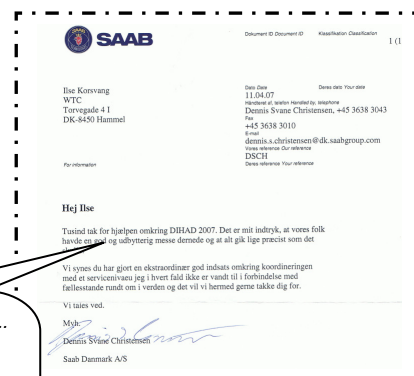 SAAB
Dokument ID Document ID Klassifikation Classification
1 (1
Ilse Korsvang
WTC
Torvegade 4 I
DK-8450 Hammel
Dato Date Deres dato Your date
11.04.07
Håndteret af, telefon Handled by, telephone
Dennis Svane Christensen, +45 3638 3043
Fax
+45 3638 3010
E-mail
dennis.s.christensen@dk.saabgroup.com
Vores reference Our reference
DSCH
Deres reference Your reference
For information
Hej Ilse
Tusind tak for hjælpen omkring DIHAD 2007. Det er mit indtryk, at vores folk
havde en god og udbytterig messe dernede og at alt gik lige præcist som det
Vi synes du har gjort en ekstraordinær god indsats omkring koordineringen
med et servicenivaeu jeg i hvert fald ikke er vandt til i forbindelse med
fællesstande rundt om i verden og det vil vi hermed gerne takke dig for.
Vi tales ved.
Mvh.
Dennis Svane Christensen
Saab Danmark A/S
..